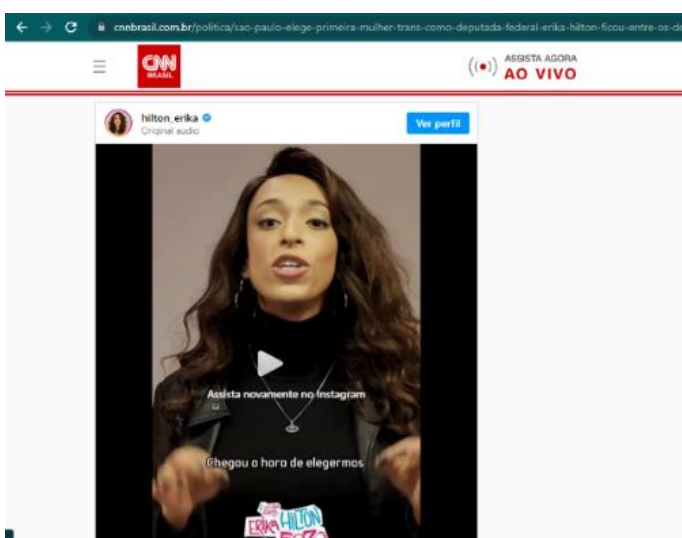 cnnbrasil.com.br/politica/sao-paulo-elege-primeira-mulher-trans-como-deputada-federal-erika-hilton-ficou-entre-os-de
CNN
BRASIL
ASSISTA AGORA
AO VIVO
hilton_erika
Original audio
Ver perfil
Assista novamente no Instagram
Chegou a hora de elegermos
ERIKA HILTON